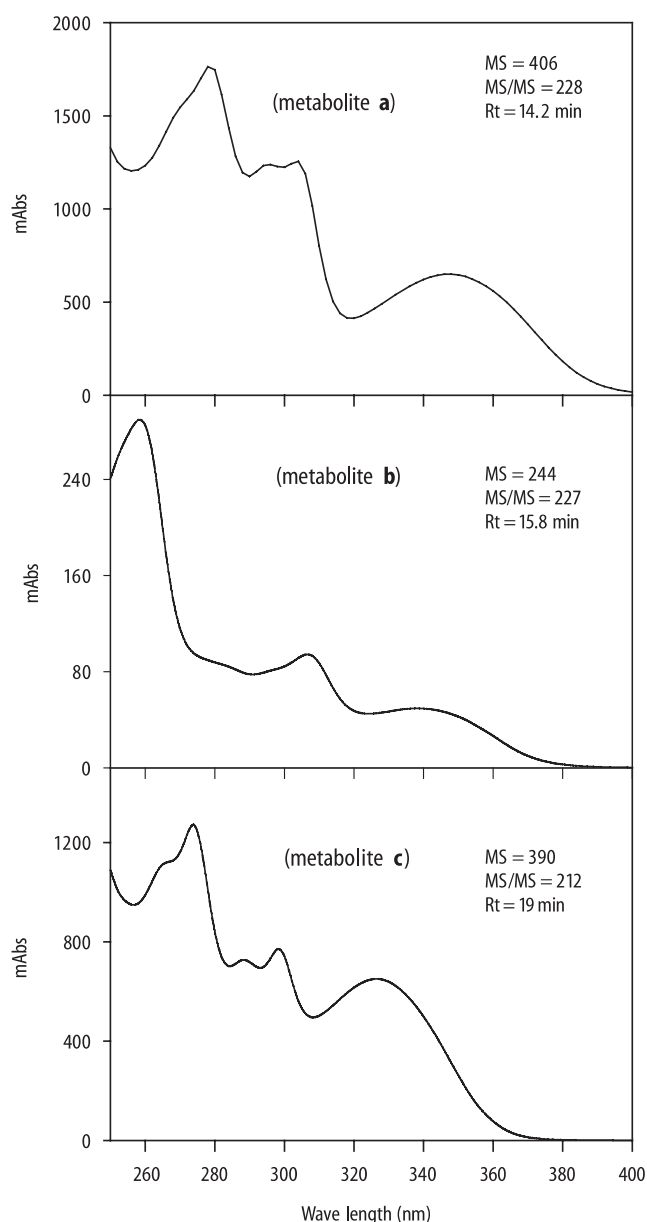 2000
1500
1000
500
0
mAbs
(metabolite a)
MS = 406
MS/MS = 228
Rt = 14.2 min
240
160
80
0
mAbs
(metabolite b)
MS = 244
MS/MS = 227
Rt = 15.8 min
1200
800
400
0
mAbs
(metabolite c)
MS = 390
MS/MS = 212
Rt = 19 min
260 280 300 320 340 360 380 400
Wave length (nm)